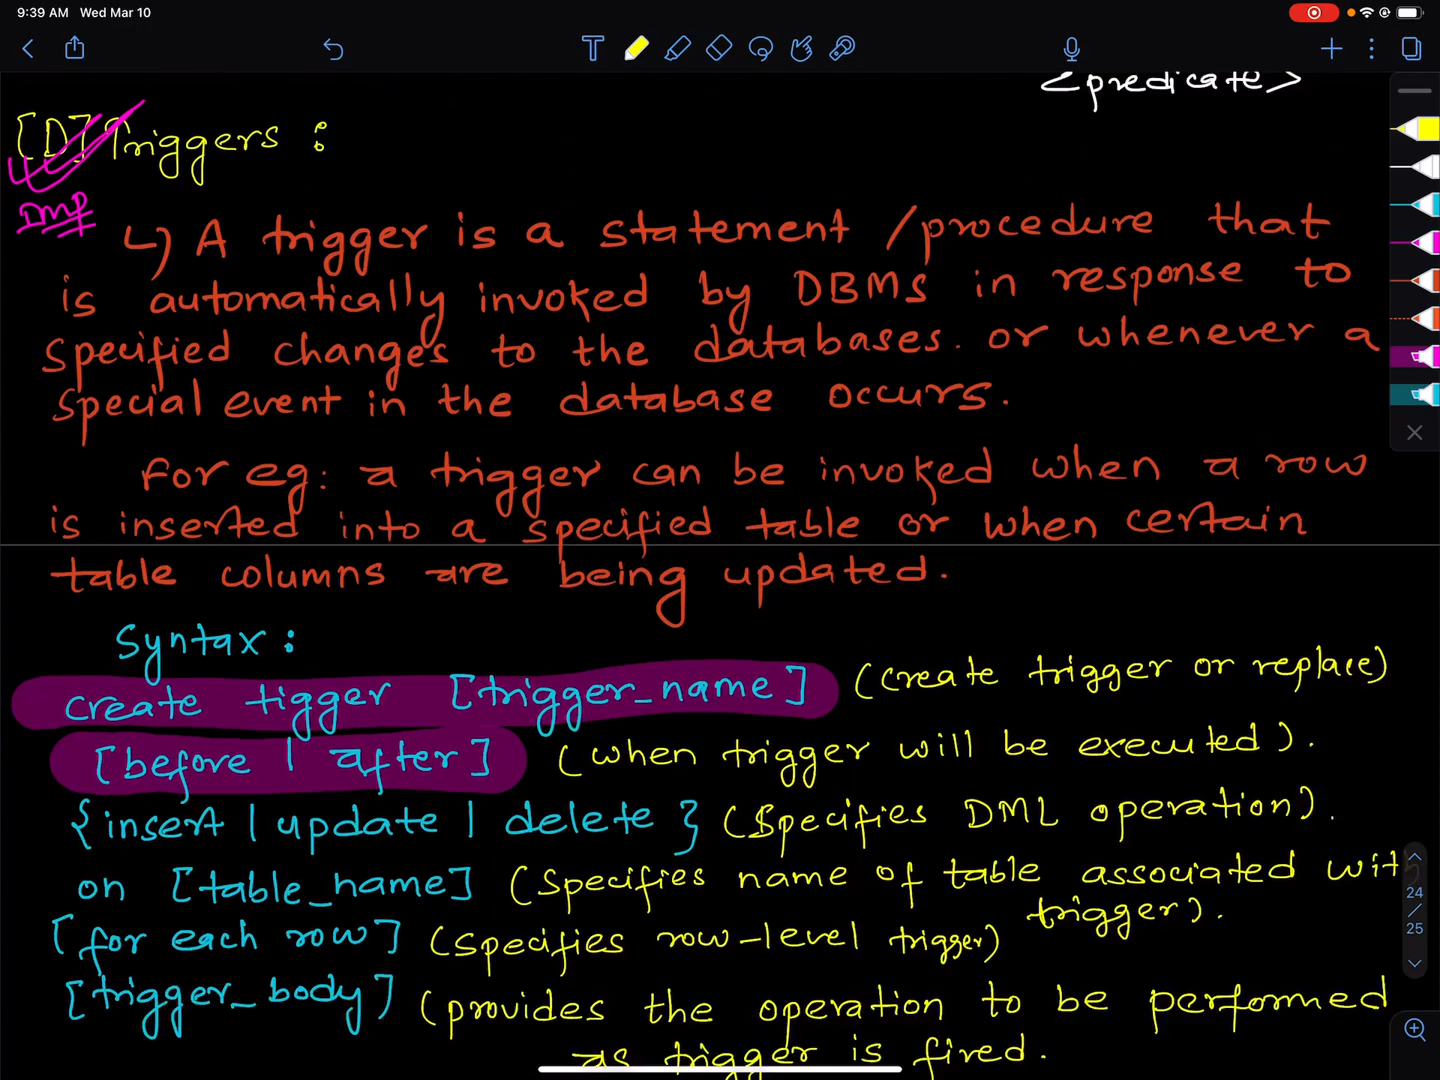 9:39 AM Wed Mar 10
<predicate>
[D] Triggers :
Imp
↳ A trigger is a statement /procedure that
is automatically invoked by DBMS in response to
specified changes to the databases. or whenever a
special event in the database occurs.
For eg: a trigger can be invoked when a row
is inserted into a specified table or when certain
table columns are being updated.
Syntax :
create tigger [trigger_name] (create trigger or replace)
[before | after] (when trigger will be executed).
{insert | update | delete } (Specifies DML operation).
on [table_name] (Specifies name of table associated wit
trigger).
[for each row] (specifies row-level trigger)
[trigger_body] (provides the operation to be performed
as trigger is fired.
24
/
25